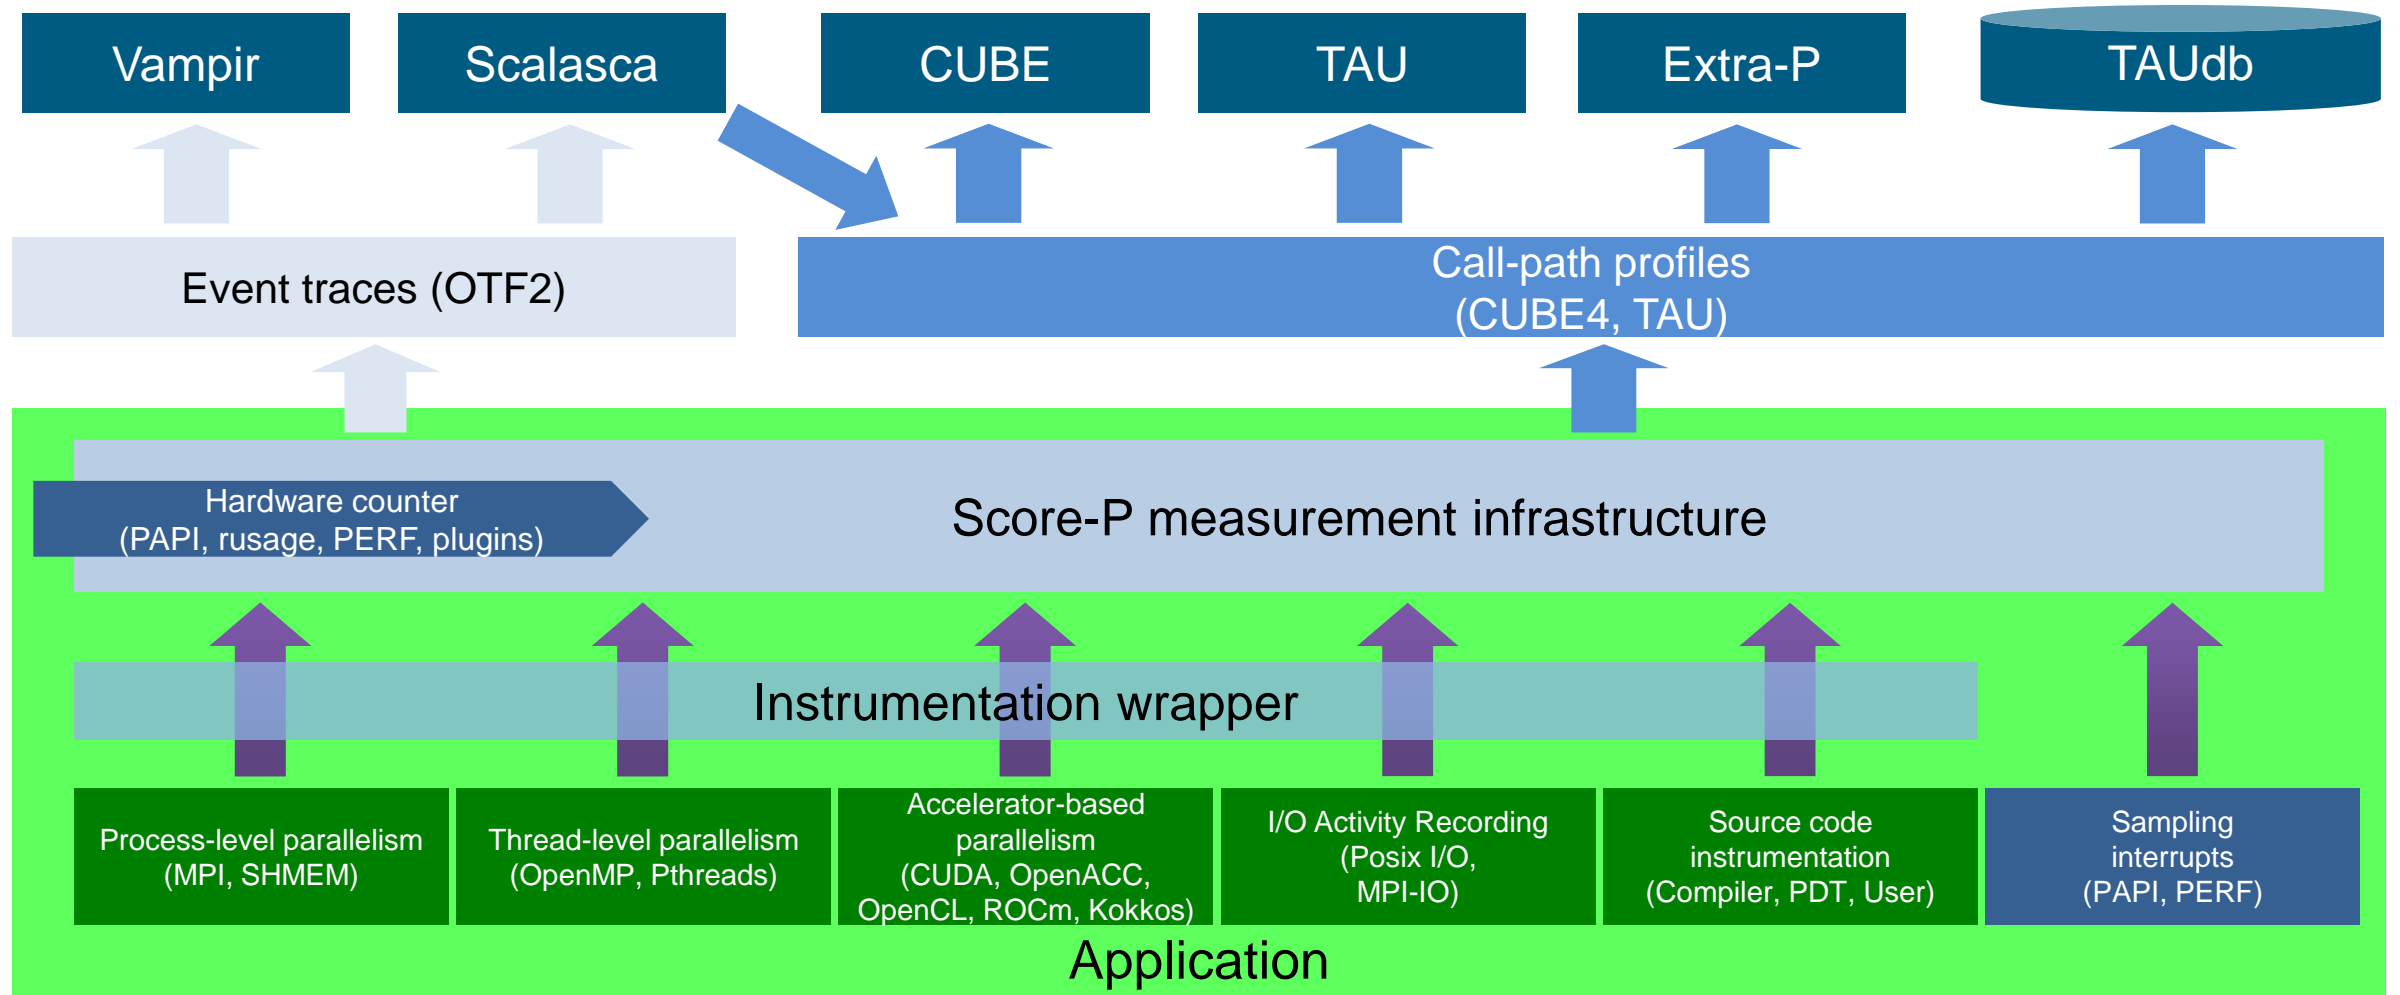 Vampir
Scalasca
CUBE
TAU
Extra-P
TAUdb
Event traces (OTF2)
Call-path profiles
(CUBE4, TAU)
Hardware counter
(PAPI, rusage, PERF, plugins)
Score-P measurement infrastructure
Instrumentation wrapper
Process-level parallelism
(MPI, SHMEM)
Thread-level parallelism
(OpenMP, Pthreads)
Accelerator-based
parallelism
(CUDA, OpenACC,
OpenCL, ROCm, Kokkos)
I/O Activity Recording
(Posix I/O,
MPI-IO)
Source code
instrumentation
(Compiler, PDT, User)
Sampling
interrupts
(PAPI, PERF)
Application